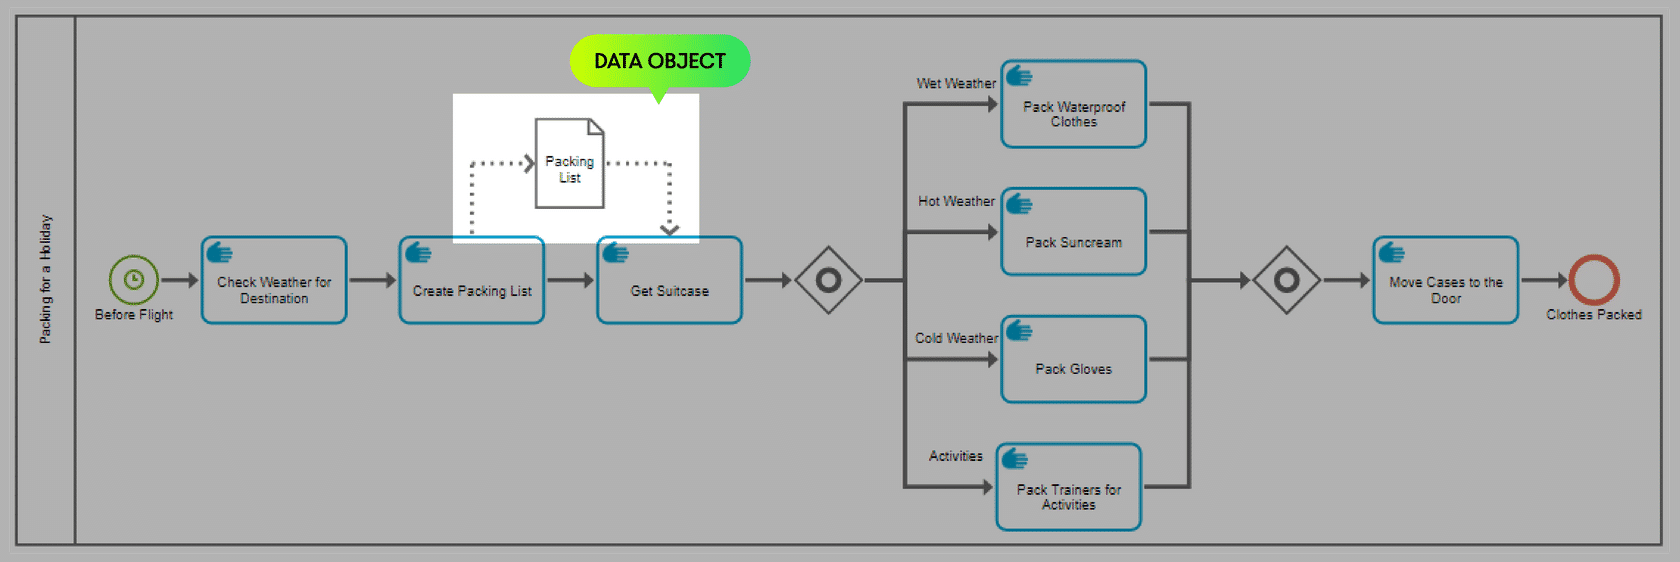 DATA OBJECT
Packing for a Holiday
Before Flight
Check Weather for
Destination
Create Packing List
Packing
List
Get Suitcase
Wet Weather
Pack Waterproof
Clothes
Hot Weather
Pack Suncream
Cold Weather
Pack Gloves
Activities
Pack Trainers for
Activities
Move Cases to the
Door
Clothes Packed